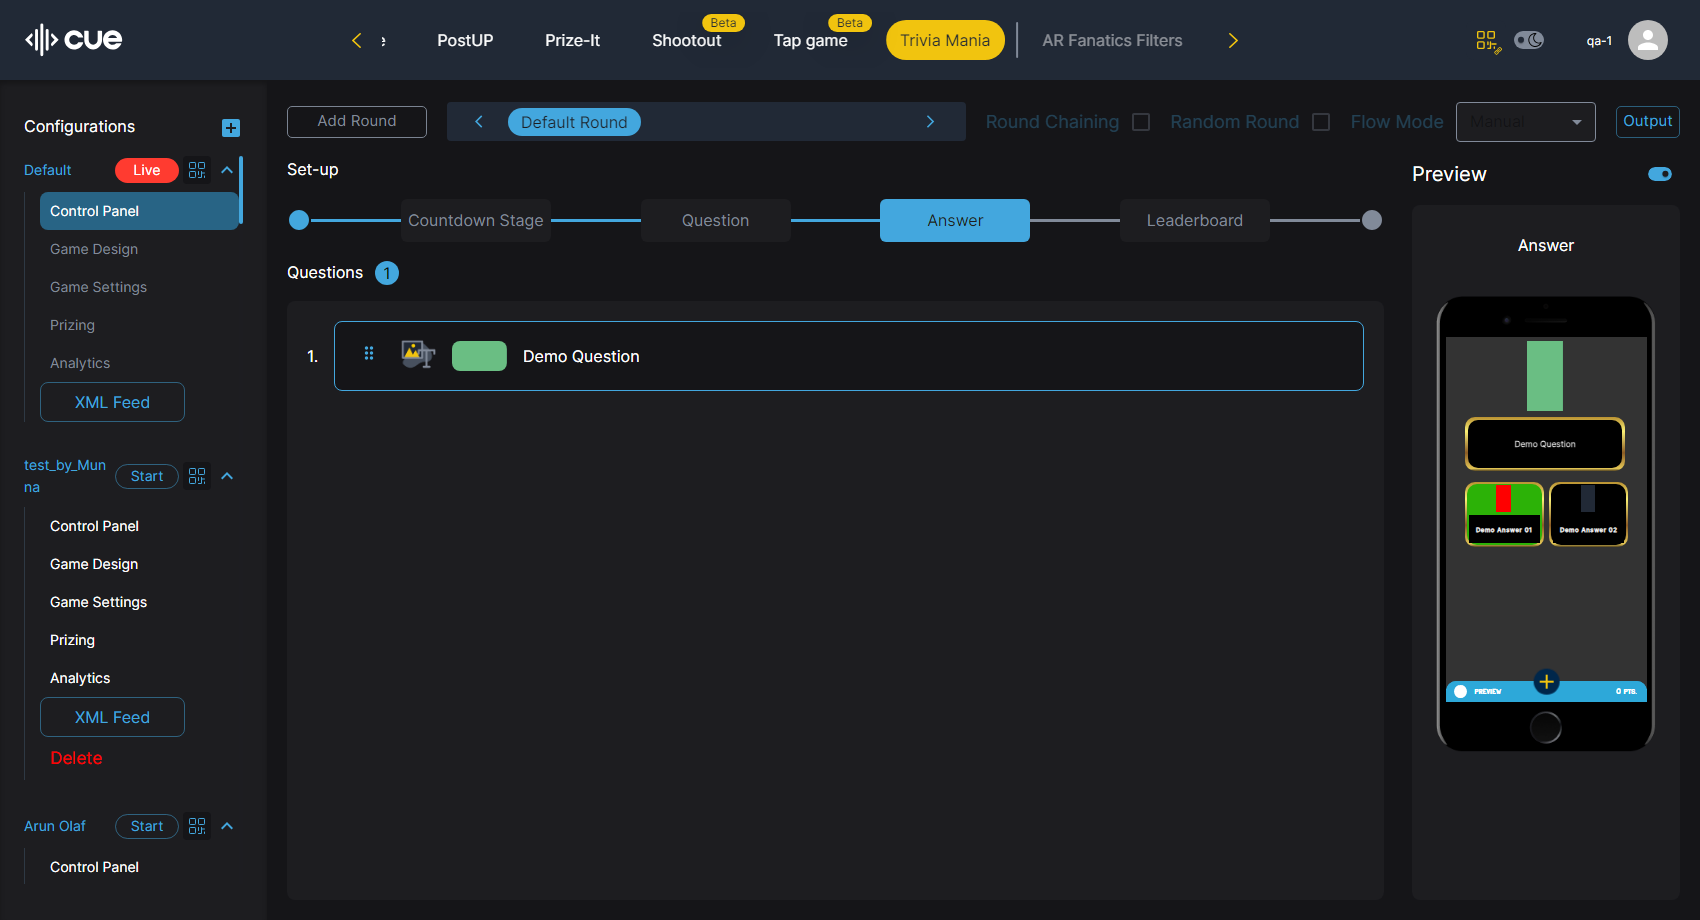 cue
e
PostUP
Prize-It
Shootout
Beta
Tap game
Beta
Trivia Mania
AR Fanatics Filters
qa-1
Configurations
Default
Live
Control Panel
Game Design
Game Settings
Prizing
Analytics
XML Feed
test_by_Mun
na
Start
Control Panel
Game Design
Game Settings
Prizing
Analytics
XML Feed
Delete
Arun Olaf
Start
Control Panel
Add Round
Default Round
Round Chaining
Random Round
Flow Mode
Manual
Output
Set-up
Countdown Stage
Question
Answer
Leaderboard
Questions 1
1.
Demo Question
Preview
Answer
Demo Question
Demo Answer 01
Demo Answer 02
PREVIEW
0 PTS.